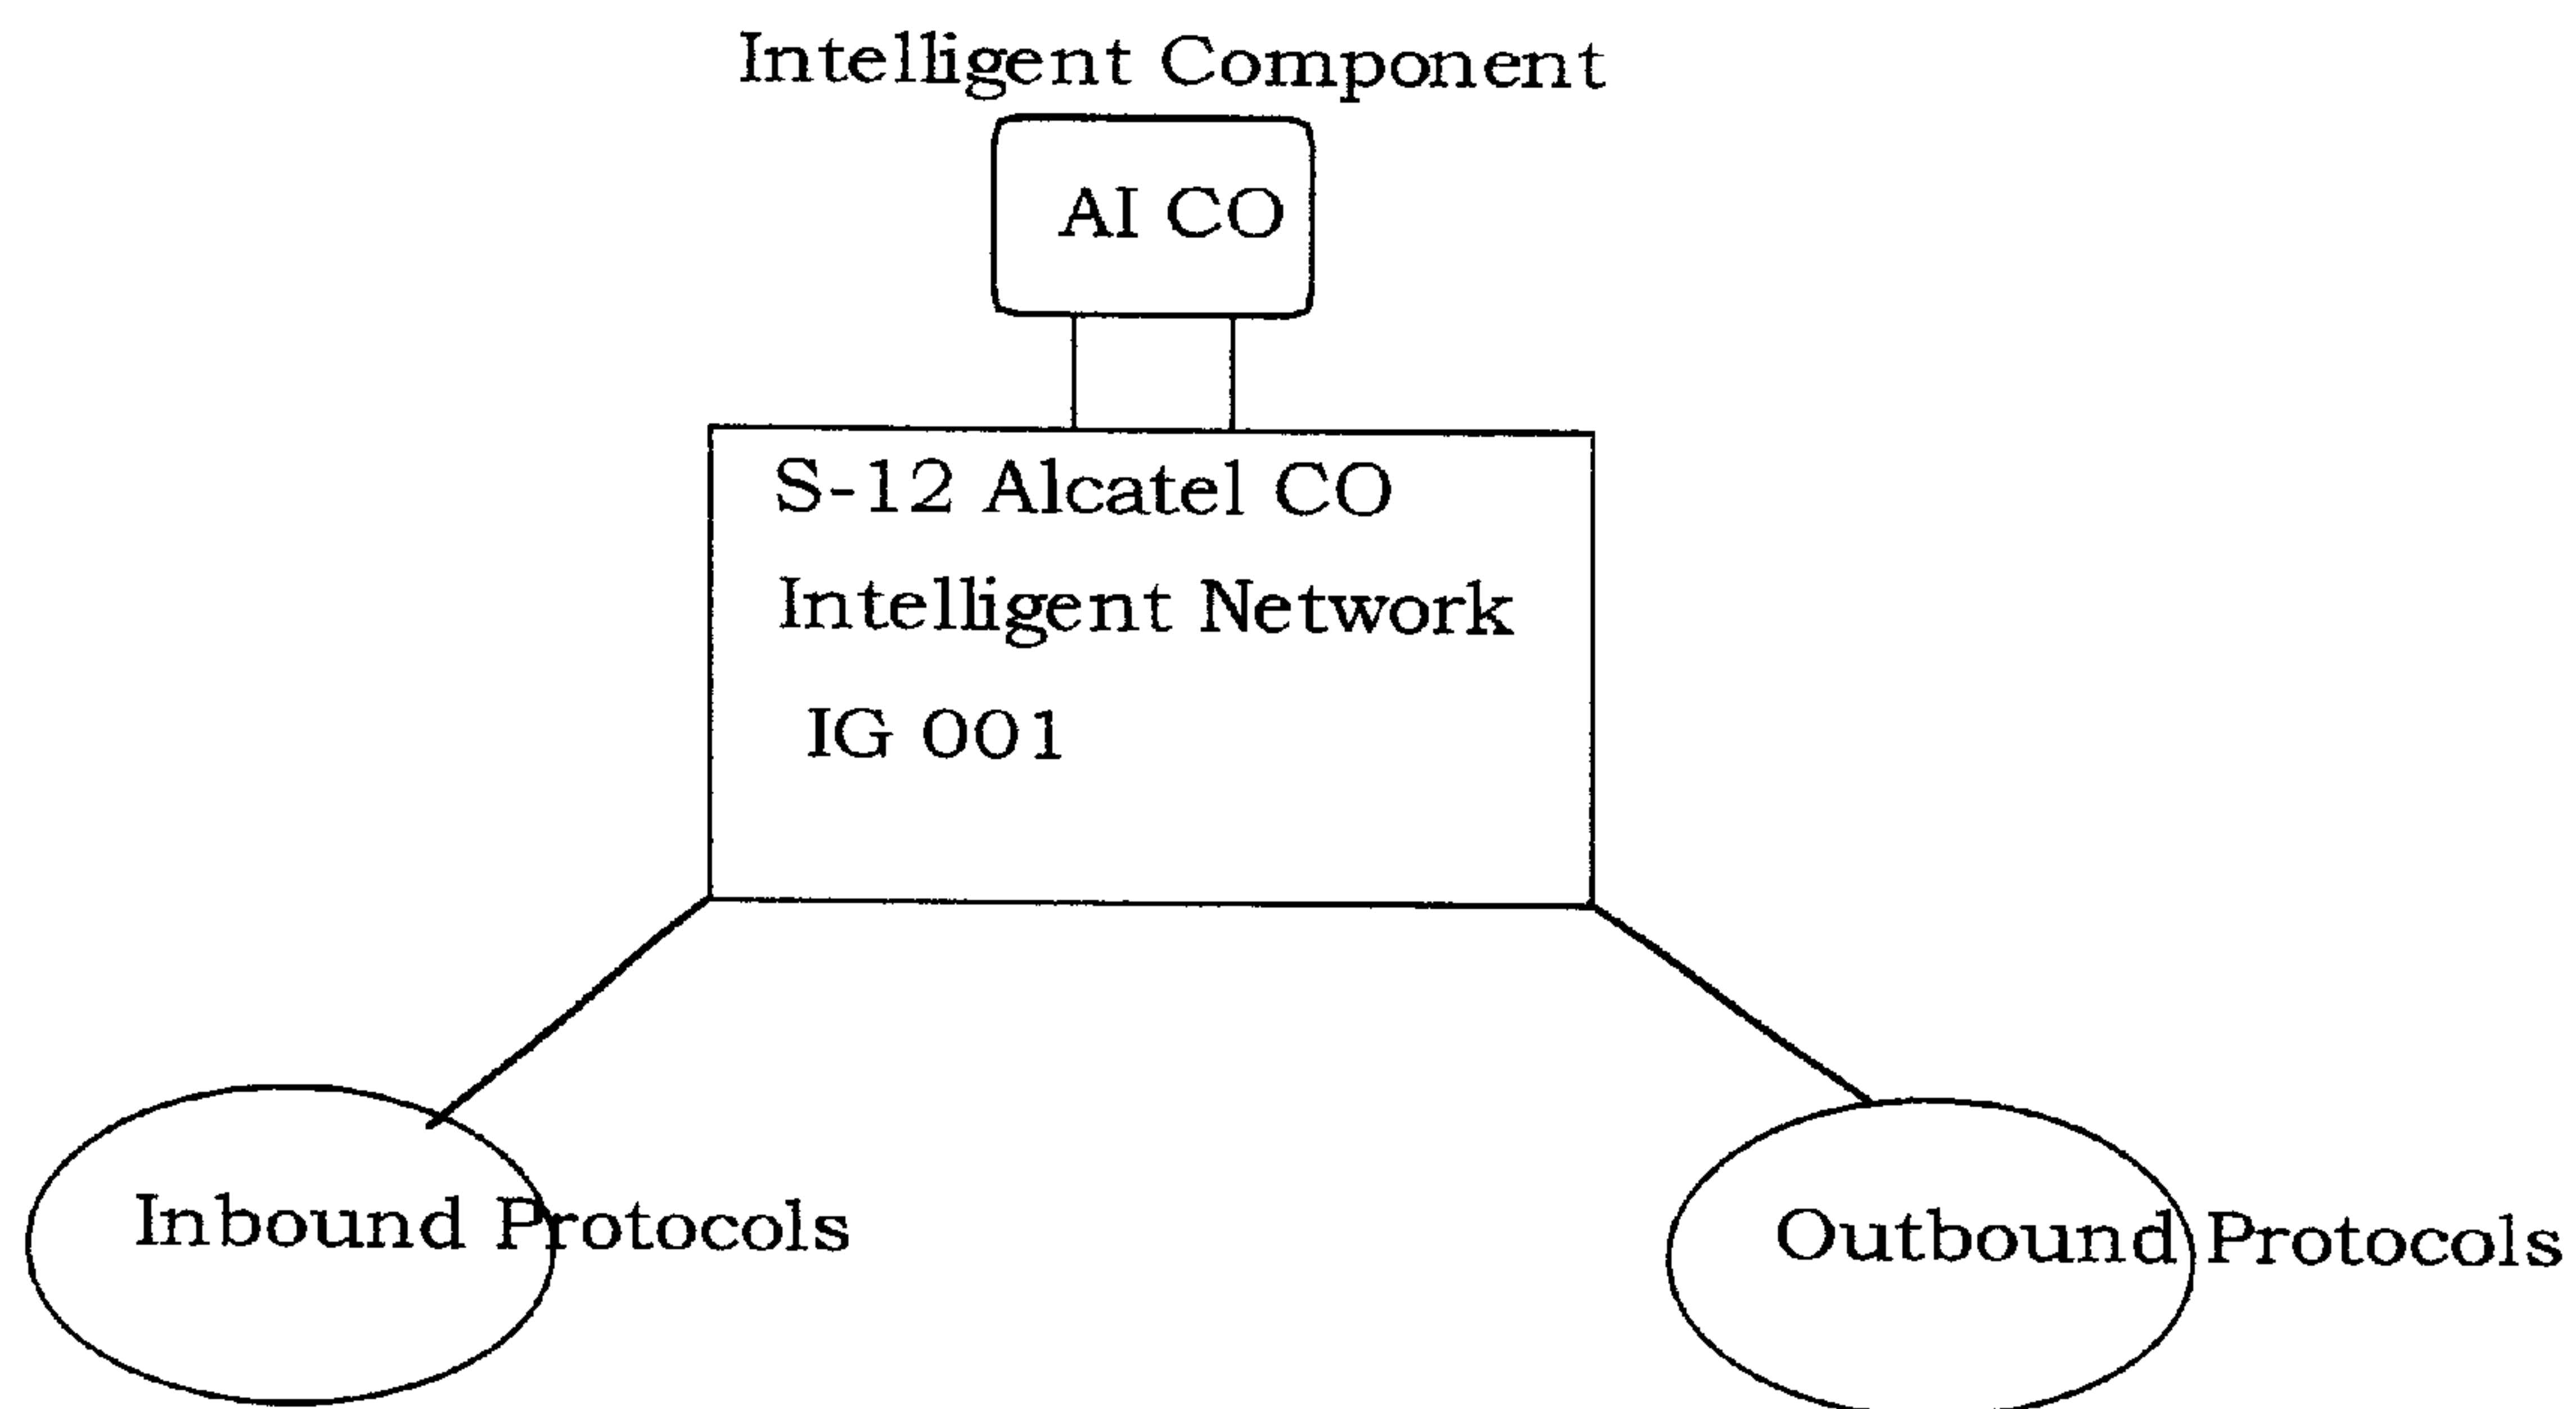 Intelligent Component
AI CO
S-12 Alcatel CO
Intelligent Network
IG 001
Inbound Protocols
Outbound Protocols